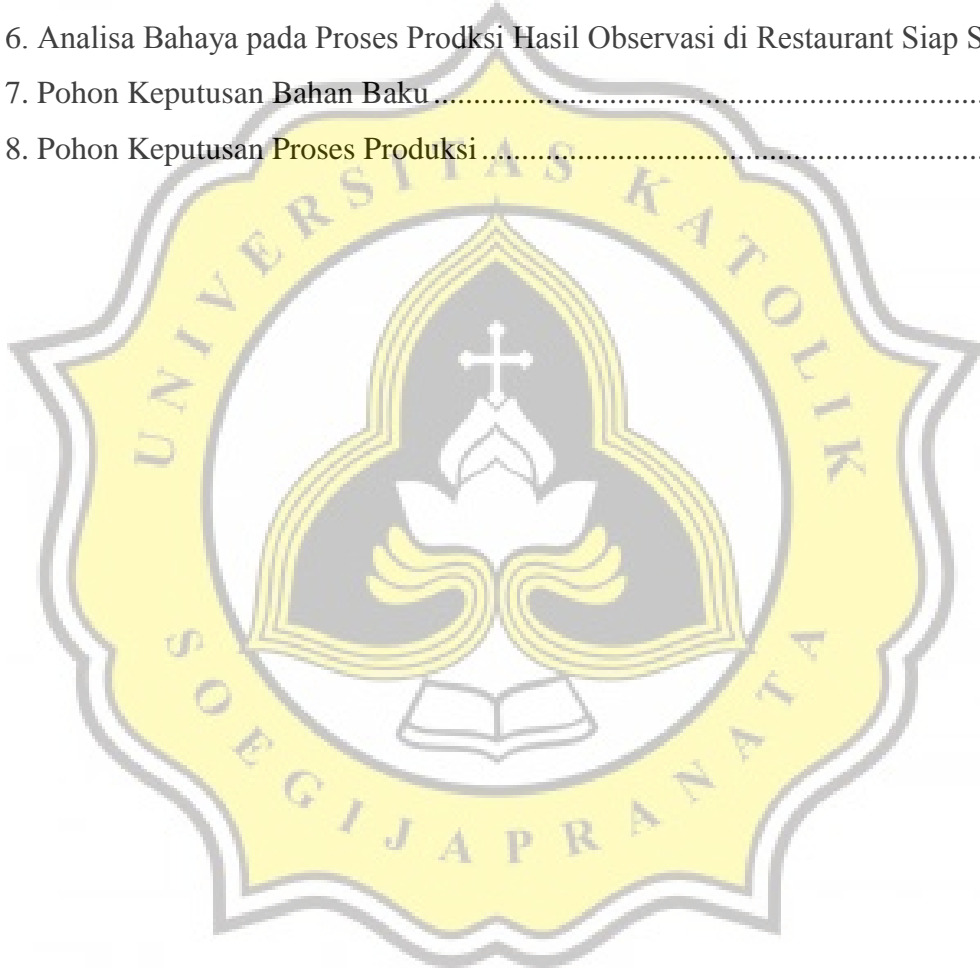 6. Analisa Bahaya pada Proses Prodksi Hasil Observasi di Restaurant Siap S
7. Pohon Keputusan Bahan Baku................................................................................
8. Pohon Keputusan Proses Produksi........................................................................
UNIVERSITAS KATOLIK
SOEGIJAPRANATA